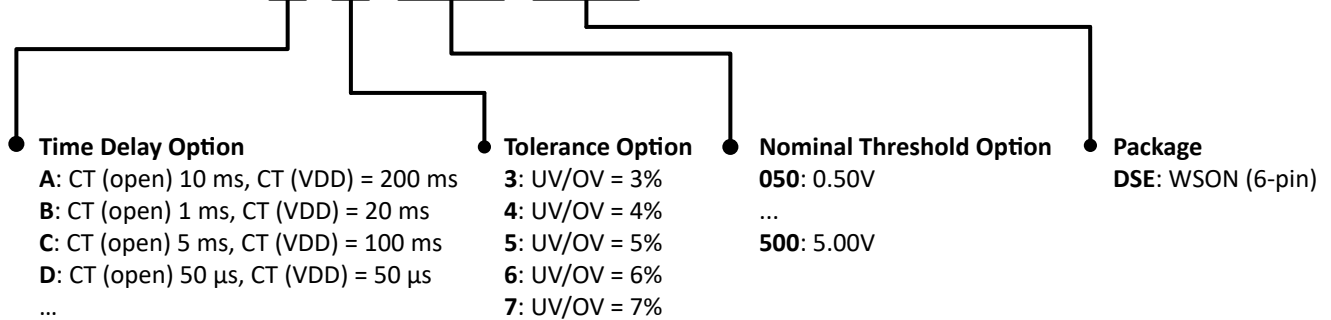 Time Delay Option
A: CT (open) 10 ms, CT (VDD) = 200 ms
B: CT (open) 1 ms, CT (VDD) = 20 ms
C: CT (open) 5 ms, CT (VDD) = 100 ms
D: CT (open) 50 µs, CT (VDD) = 50 µs
...
Tolerance Option
3: UV/OV = 3%
4: UV/OV = 4%
5: UV/OV = 5%
6: UV/OV = 6%
7: UV/OV = 7%
Nominal Threshold Option
050: 0.50V
...
500: 5.00V
Package
DSE: WSON (6-pin)